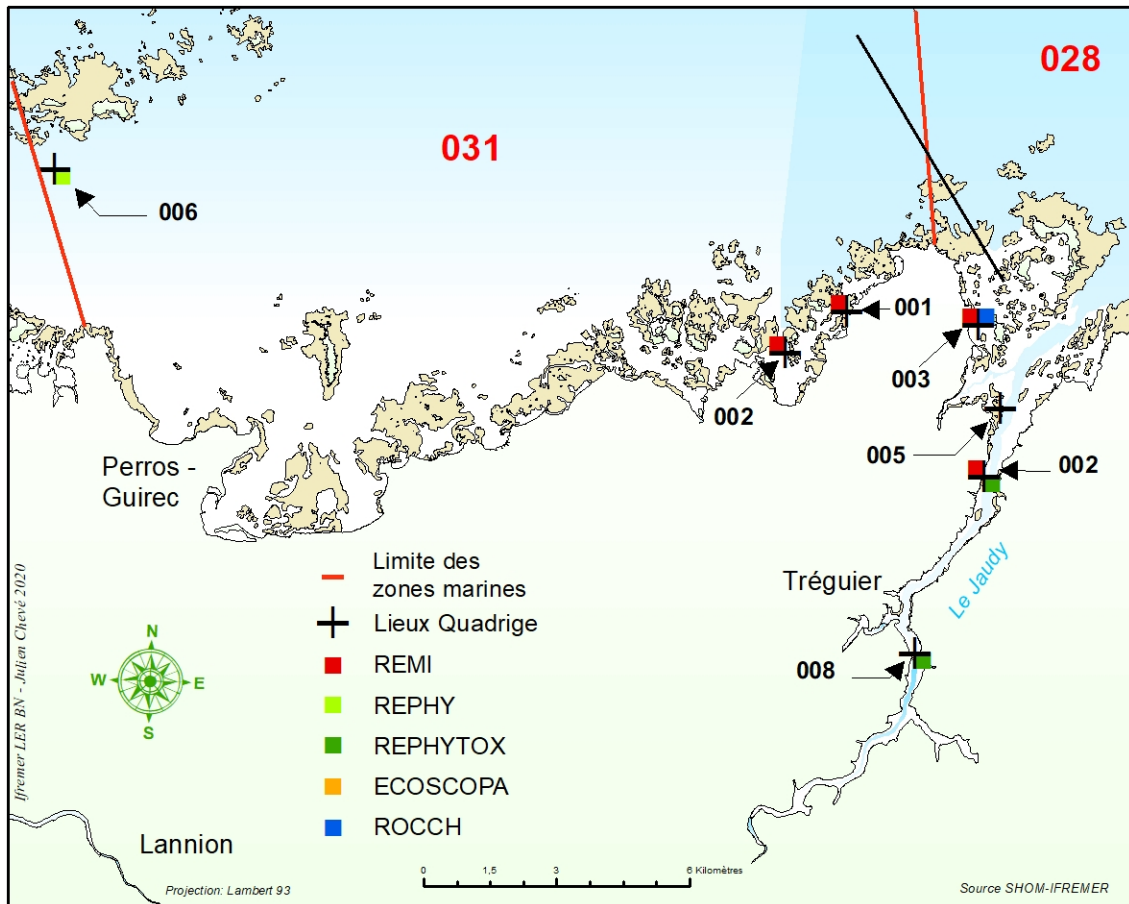 028
031
006
001
002
003
005
002
Perros -
Guirec
Tréguier
Le Jaudy
008
Limite des
zones marines
Lieux Quadrige
REMI
REPHY
REPHYTOX
ECOSCOPA
ROCCH
N
W
E
S
Ifremer LER BN - Julien Chevé 2020
Lannion
Projection: Lambert 93
0 1,5 3 6 Kilomètres
Source SHOM-IFREMER